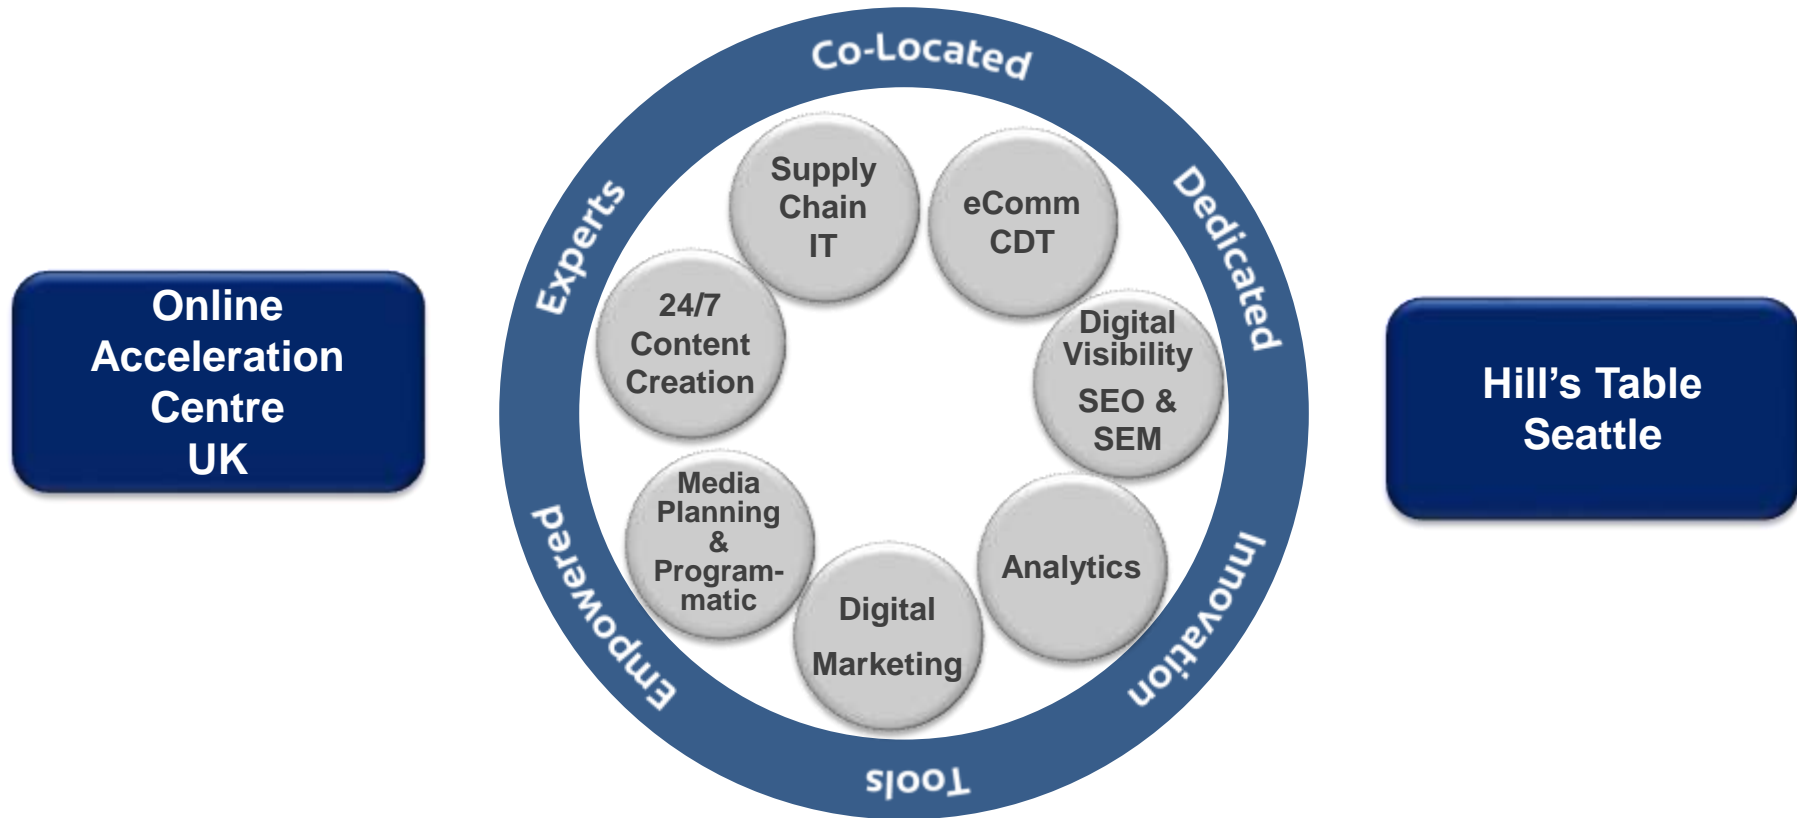 Co-Located
Dedicated
Innovation
Tools
Empowered
Experts
Supply
Chain
IT
eComm
CDT
Digital
Visibility
SEO &
SEM
Analytics
Digital
Marketing
Media
Planning
&
Program-
matic
24/7
Content
Creation
Online
Acceleration
Centre
UK
Hill’s Table
Seattle